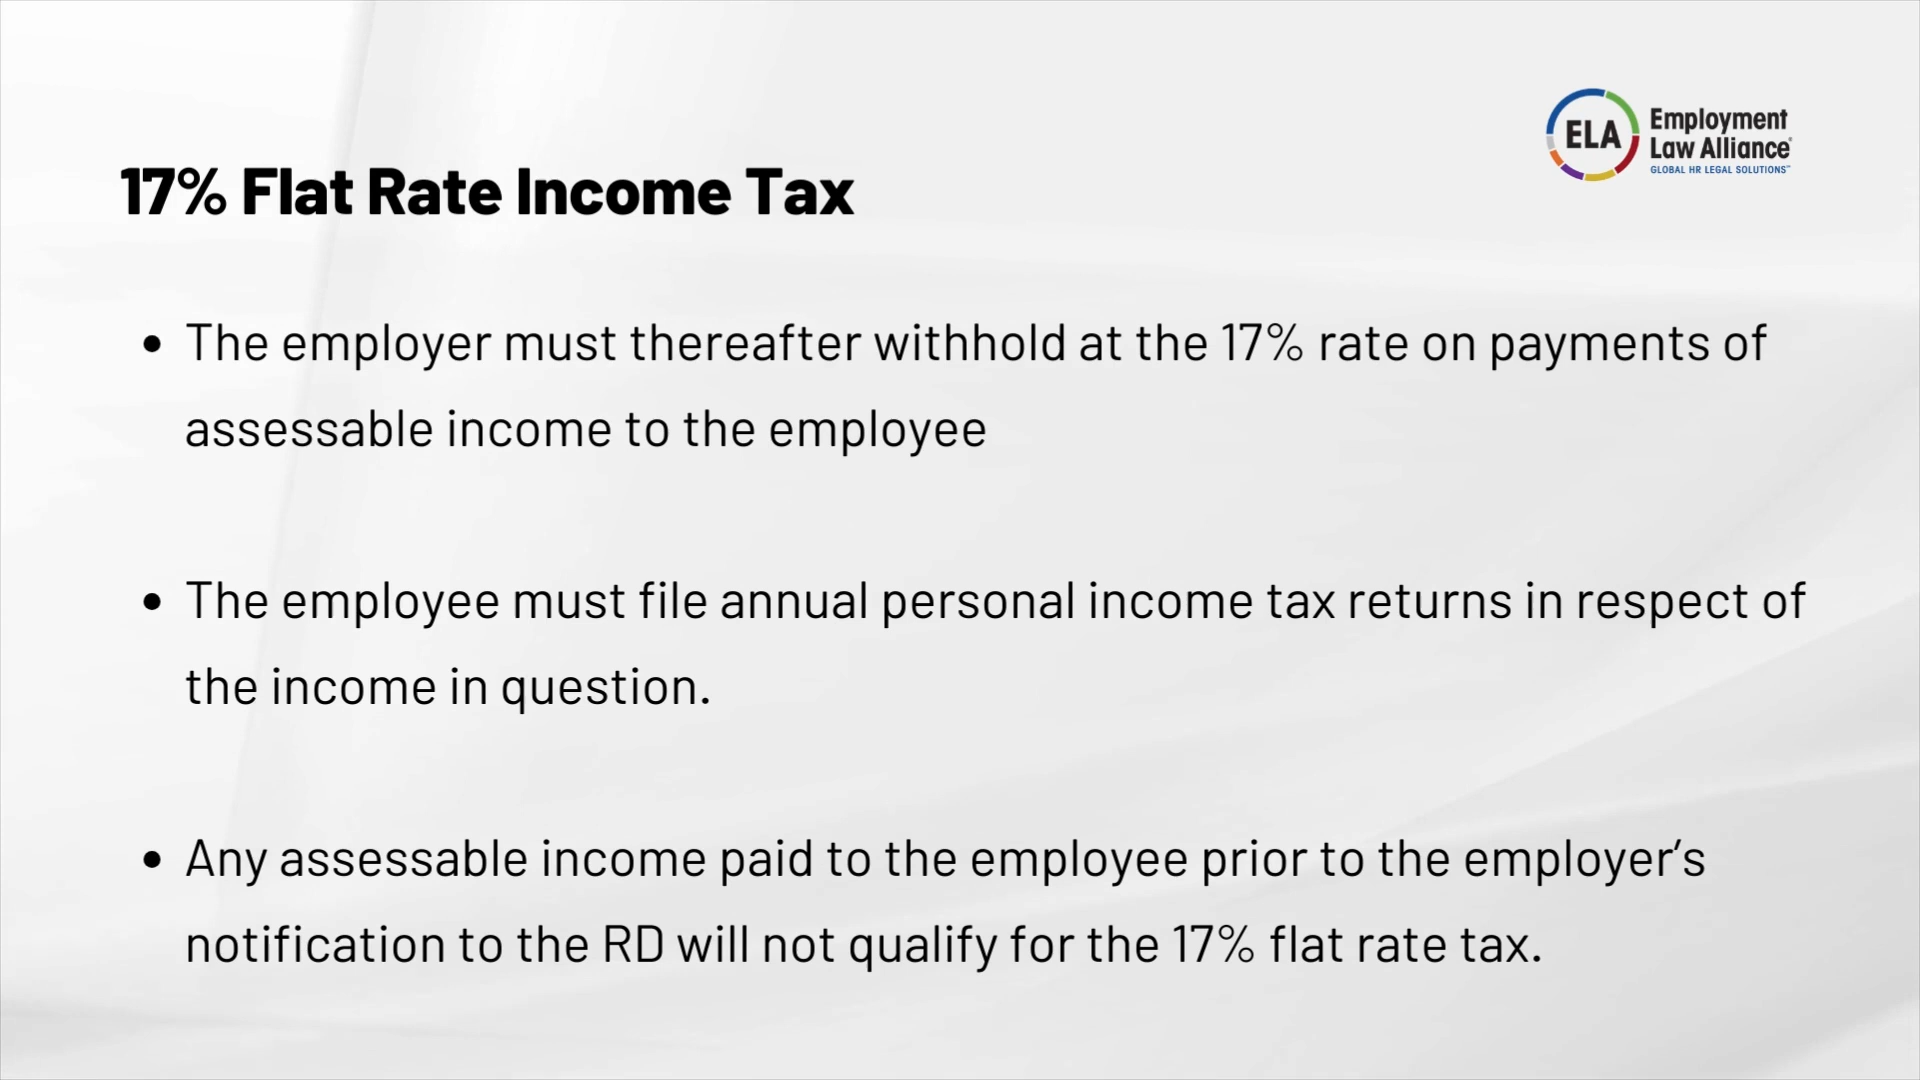 ELA
Employment
Law Alliance
GLOBAL HR LEGAL SOLUTIONS℠
17% Flat Rate Income Tax
• The employer must thereafter withhold at the 17% rate on payments of
assessable income to the employee
• The employee must file annual personal income tax returns in respect of
the income in question.
• Any assessable income paid to the employee prior to the employer’s
notification to the RD will not qualify for the 17% flat rate tax.